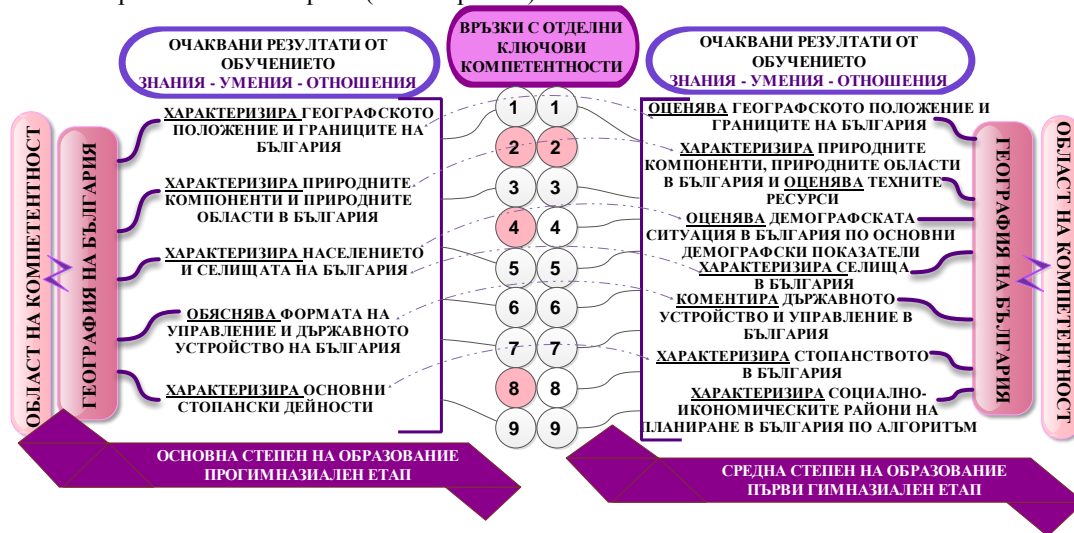 ВРЪЗКИ С ОТДЕЛНИ
КЛЮЧОВИ
КОМПЕТЕНТНОСТИ
ОЧАКВАНИ РЕЗУЛТАТИ ОТ
ОБУЧЕНИЕТО
ЗНАНИЯ - УМЕНИЯ - ОТНОШЕНИЯ
ОБЛАСТ НА КОМПЕТЕНТНОСТ
ГЕОГРАФИЯ НА БЪЛГАРИЯ
ХАРАКТЕРИЗИРА ГЕОГРАФСКОТО
ПОЛОЖЕНИЕ И ГРАНИЦИТЕ НА
БЪЛГАРИЯ
ХАРАКТЕРИЗИРА ПРИРОДНИТЕ
КОМПОНЕНТИ И ПРИРОДНИТЕ
ОБЛАСТИ В БЪЛГАРИЯ
ХАРАКТЕРИЗИРА НАСЕЛЕНИЕТО
И СЕЛИЩАТА НА БЪЛГАРИЯ
ОБЯСНЯВА ФОРМАТА НА
УПРАВЛЕНИЕ И ДЪРЖАВНОТО
УСТРОЙСТВО НА БЪЛГАРИЯ
ХАРАКТЕРИЗИРА ОСНОВНИ
СТОПАНСКИ ДЕЙНОСТИ
ОСНОВНА СТЕПЕН НА ОБРАЗОВАНИЕ
ПРОГИМНАЗИАЛЕН ЕТАП
1 1
2 2
3 3
4 4
5 5
6 6
7 7
8 8
9 9
ОЧАКВАНИ РЕЗУЛТАТИ ОТ
ОБУЧЕНИЕТО
ЗНАНИЯ - УМЕНИЯ - ОТНОШЕНИЯ
ОЦЕНЯВА ГЕОГРАФСКОТО ПОЛОЖЕНИЕ И
ГРАНИЦИТЕ НА БЪЛГАРИЯ
ХАРАКТЕРИЗИРА ПРИРОДНИТЕ
КОМПОНЕНТИ, ПРИРОДНИТЕ ОБЛАСТИ
В БЪЛГАРИЯ И ОЦЕНЯВА ТЕХНИТЕ
РЕСУРСИ
ОЦЕНЯВА ДЕМОГРАФСКАТА
СИТУАЦИЯ В БЪЛГАРИЯ ПО ОСНОВНИ
ДЕМОГРАФСКИ ПОКАЗАТЕЛИ
ХАРАКТЕРИЗИРА СЕЛИЩА
В БЪЛГАРИЯ
КОМЕНТИРА ДЪРЖАВНОТО
УСТРОЙСТВО И УПРАВЛЕНИЕ В
БЪЛГАРИЯ
ХАРАКТЕРИЗИРА СТОПАНСТВОТО
В БЪЛГАРИЯ
ХАРАКТЕРИЗИРА СОЦИАЛНО-
ИКОНОМИЧЕСКИТЕ РАЙОНИ НА
ПЛАНИРАНЕ В БЪЛГАРИЯ ПО АЛГОРИТЪМ
ГЕОГРАФИЯ НА БЪЛГАРИЯ
ОБЛАСТ НА КОМПЕТЕНТНОСТ
СРЕДНА СТЕПЕН НА ОБРАЗОВАНИЕ
ПЪРВИ ГИМНАЗИАЛЕН ЕТАП